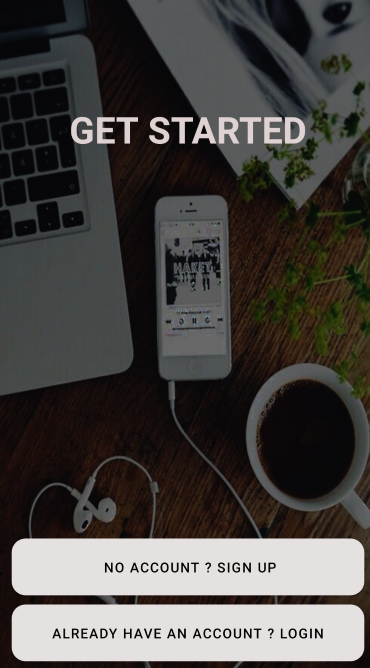 GET STARTED
NO ACCOUNT ? SIGN UP
ALREADY HAVE AN ACCOUNT ? LOGIN